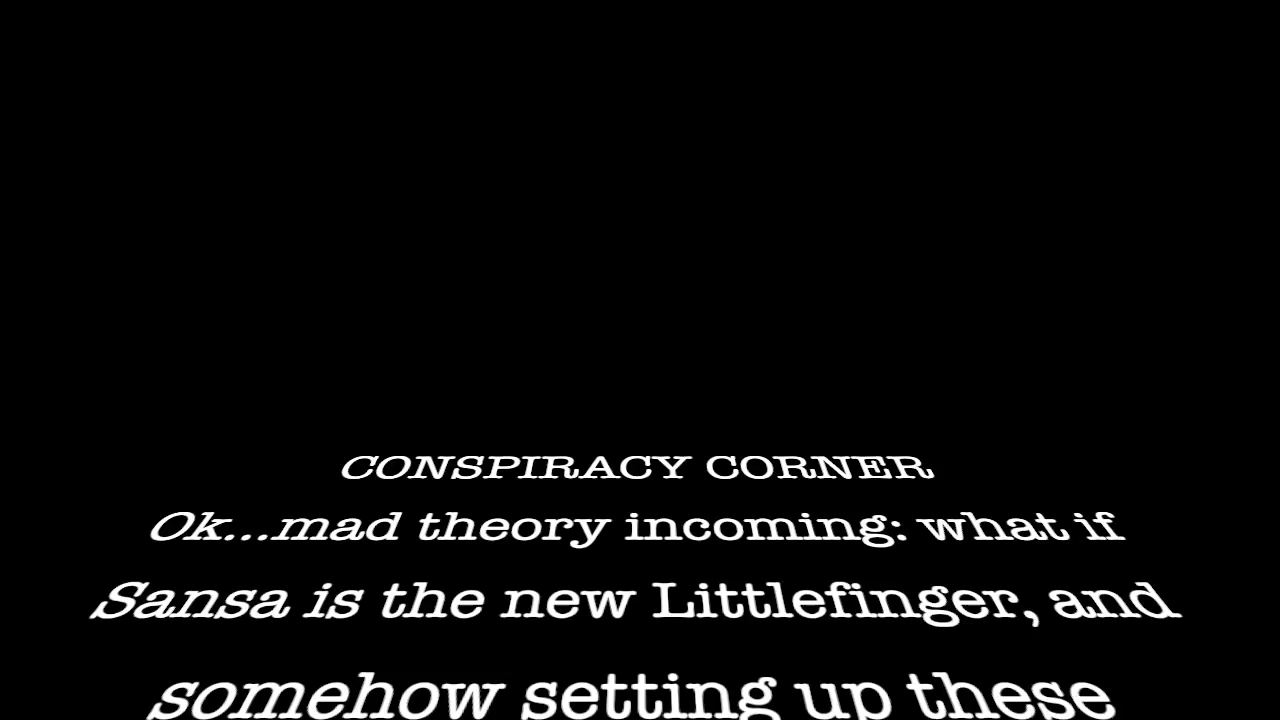 CONSPIRACY CORNER
Ok...mad theory incoming: what if
Sansa is the new Littlefinger, and
somehow setting up these